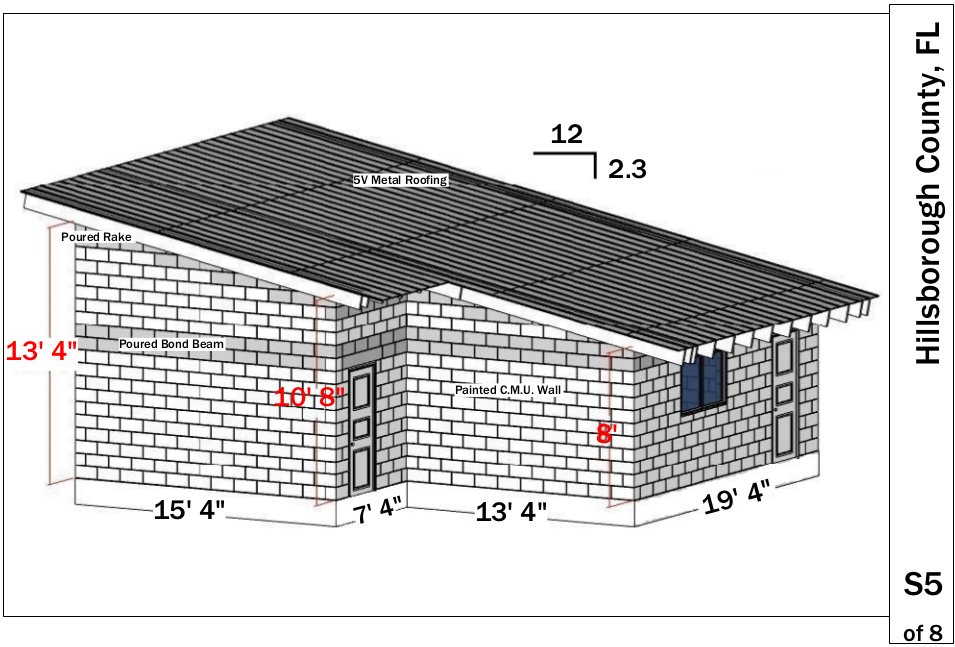 12
2.3
5V Metal Roofing
Poured Rake
13' 4"
Poured Bond Beam
10' 8"
Painted C.M.U. Wall
8'
15' 4"
7' 4"
13' 4"
19' 4"
Hillsborough County, FL
S5
of 8